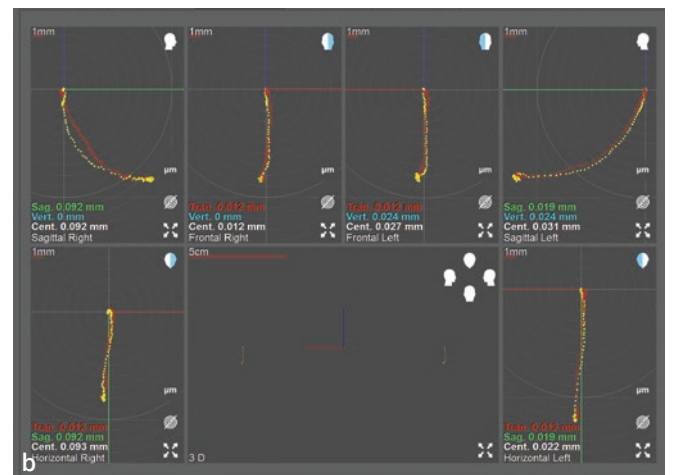 1mm
µm
Sag. 0.092 mm
Vert. 0 mm
Cent. 0.092 mm
Sagittal Right
1mm
µm
Tran. 0.012 mm
Vert. 0 mm
Cent. 0.012 mm
Frontal Right
1mm
µm
Tran. 0.012 mm
Vert. 0.024 mm
Cent. 0.027 mm
Frontal Left
1mm
µm
Sag. 0.019 mm
Vert. 0.024 mm
Cent. 0.031 mm
Sagittal Left
1mm
µm
Tran. 0.012 mm
Sag. 0.092 mm
Cent. 0.093 mm
Horizontal Right
5cm
3 D
1mm
µm
Tran. 0.012 mm
Sag. 0.019 mm
Cent. 0.022 mm
Horizontal Left
b